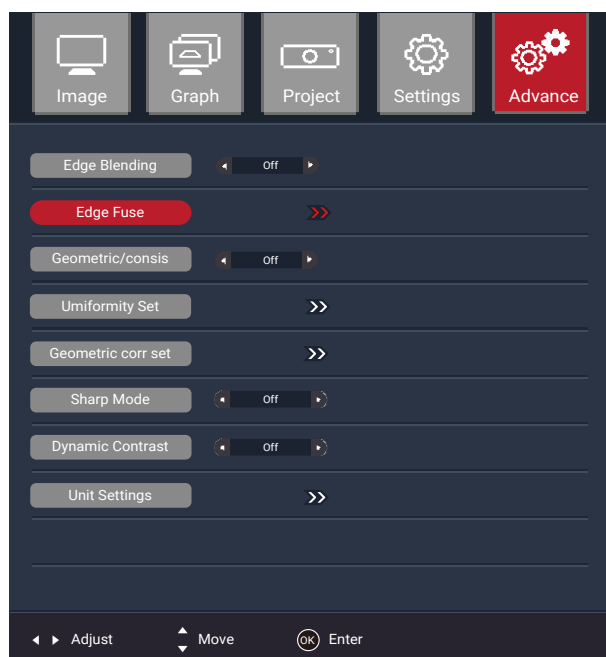 Image Graph Project Settings Advance
Edge Blending Off
Edge Fuse
Geometric/consis Off
Umiformity Set
Geometric corr set
Sharp Mode Off
Dynamic Contrast Off
Unit Settings
Adjust Move OK Enter